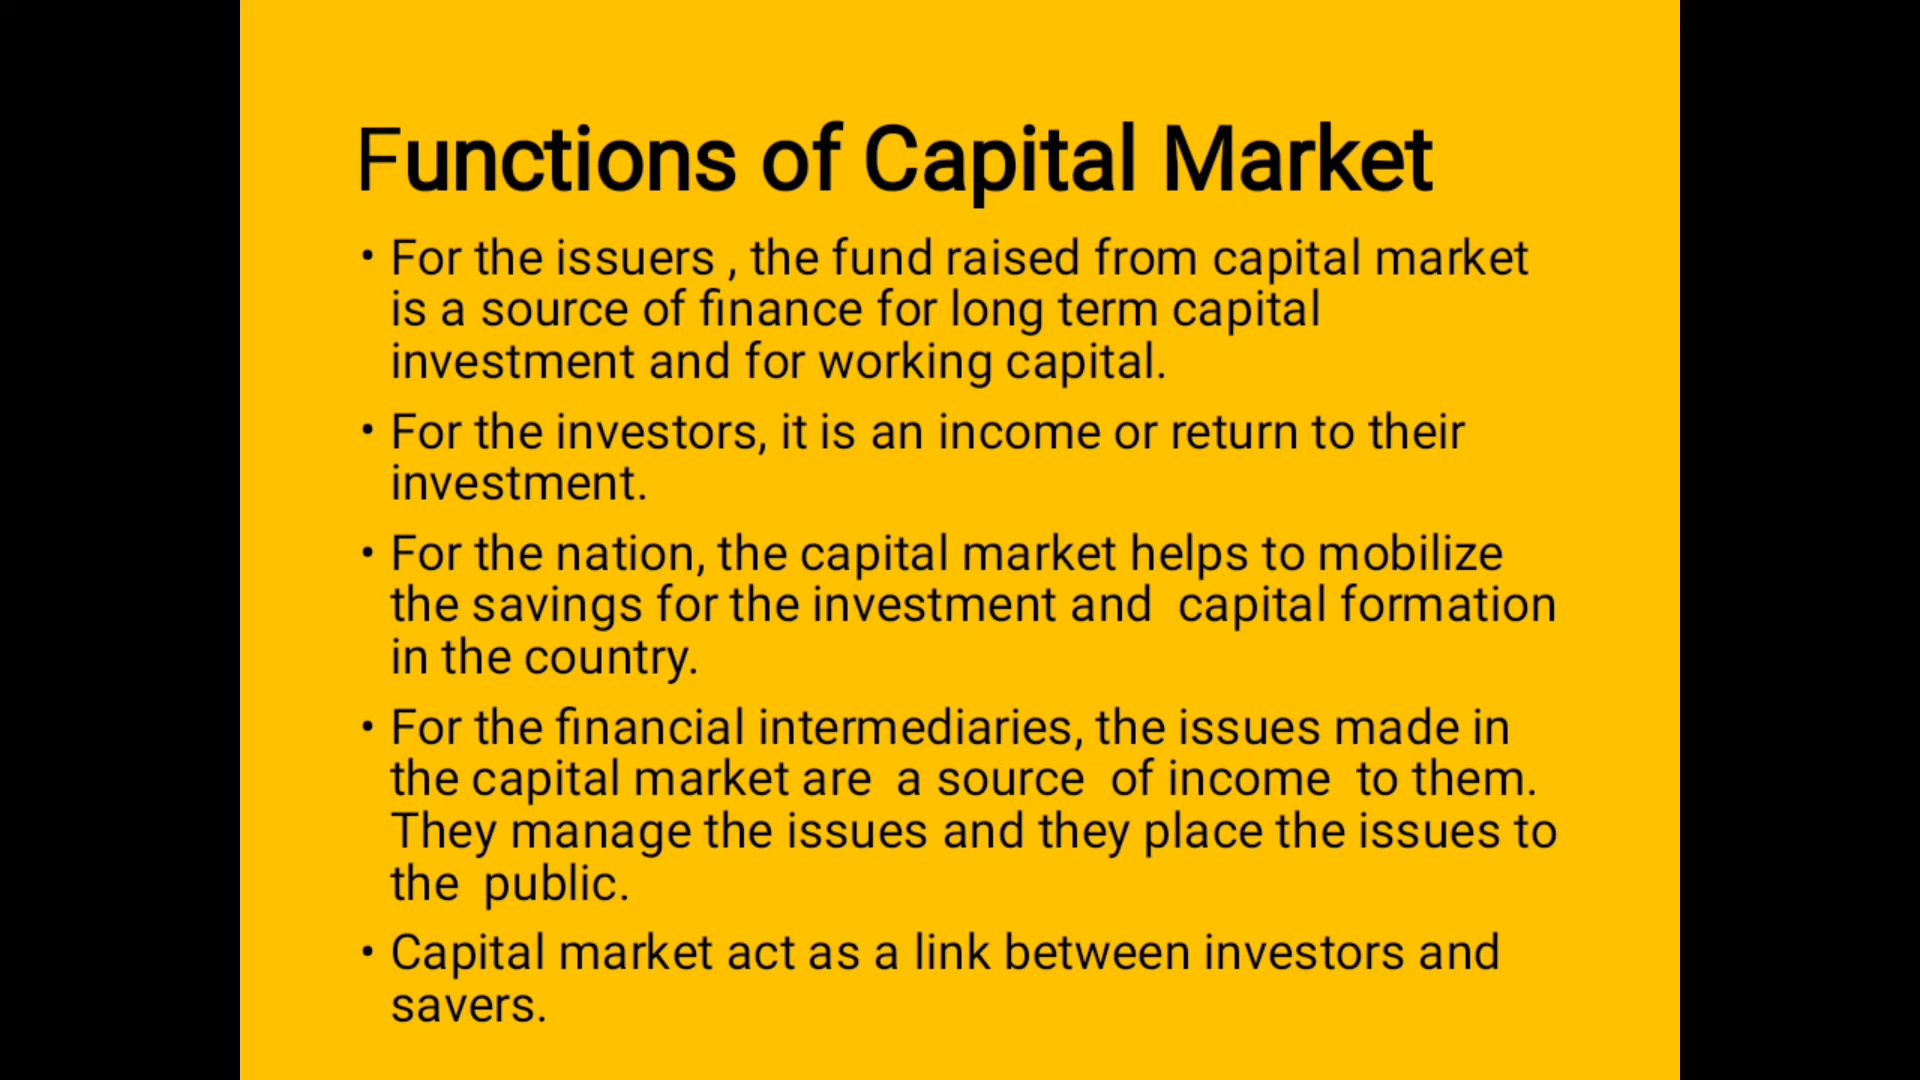 Functions of Capital Market
• For the issuers , the fund raised from capital market
is a source of finance for long term capital
investment and for working capital.
• For the investors, it is an income or return to their
investment.
• For the nation, the capital market helps to mobilize
the savings for the investment and  capital formation
in the country.
• For the financial intermediaries, the issues made in
the capital market are  a source  of income  to them.
They manage the issues and they place the issues to
the  public.
• Capital market act as a link between investors and
savers.